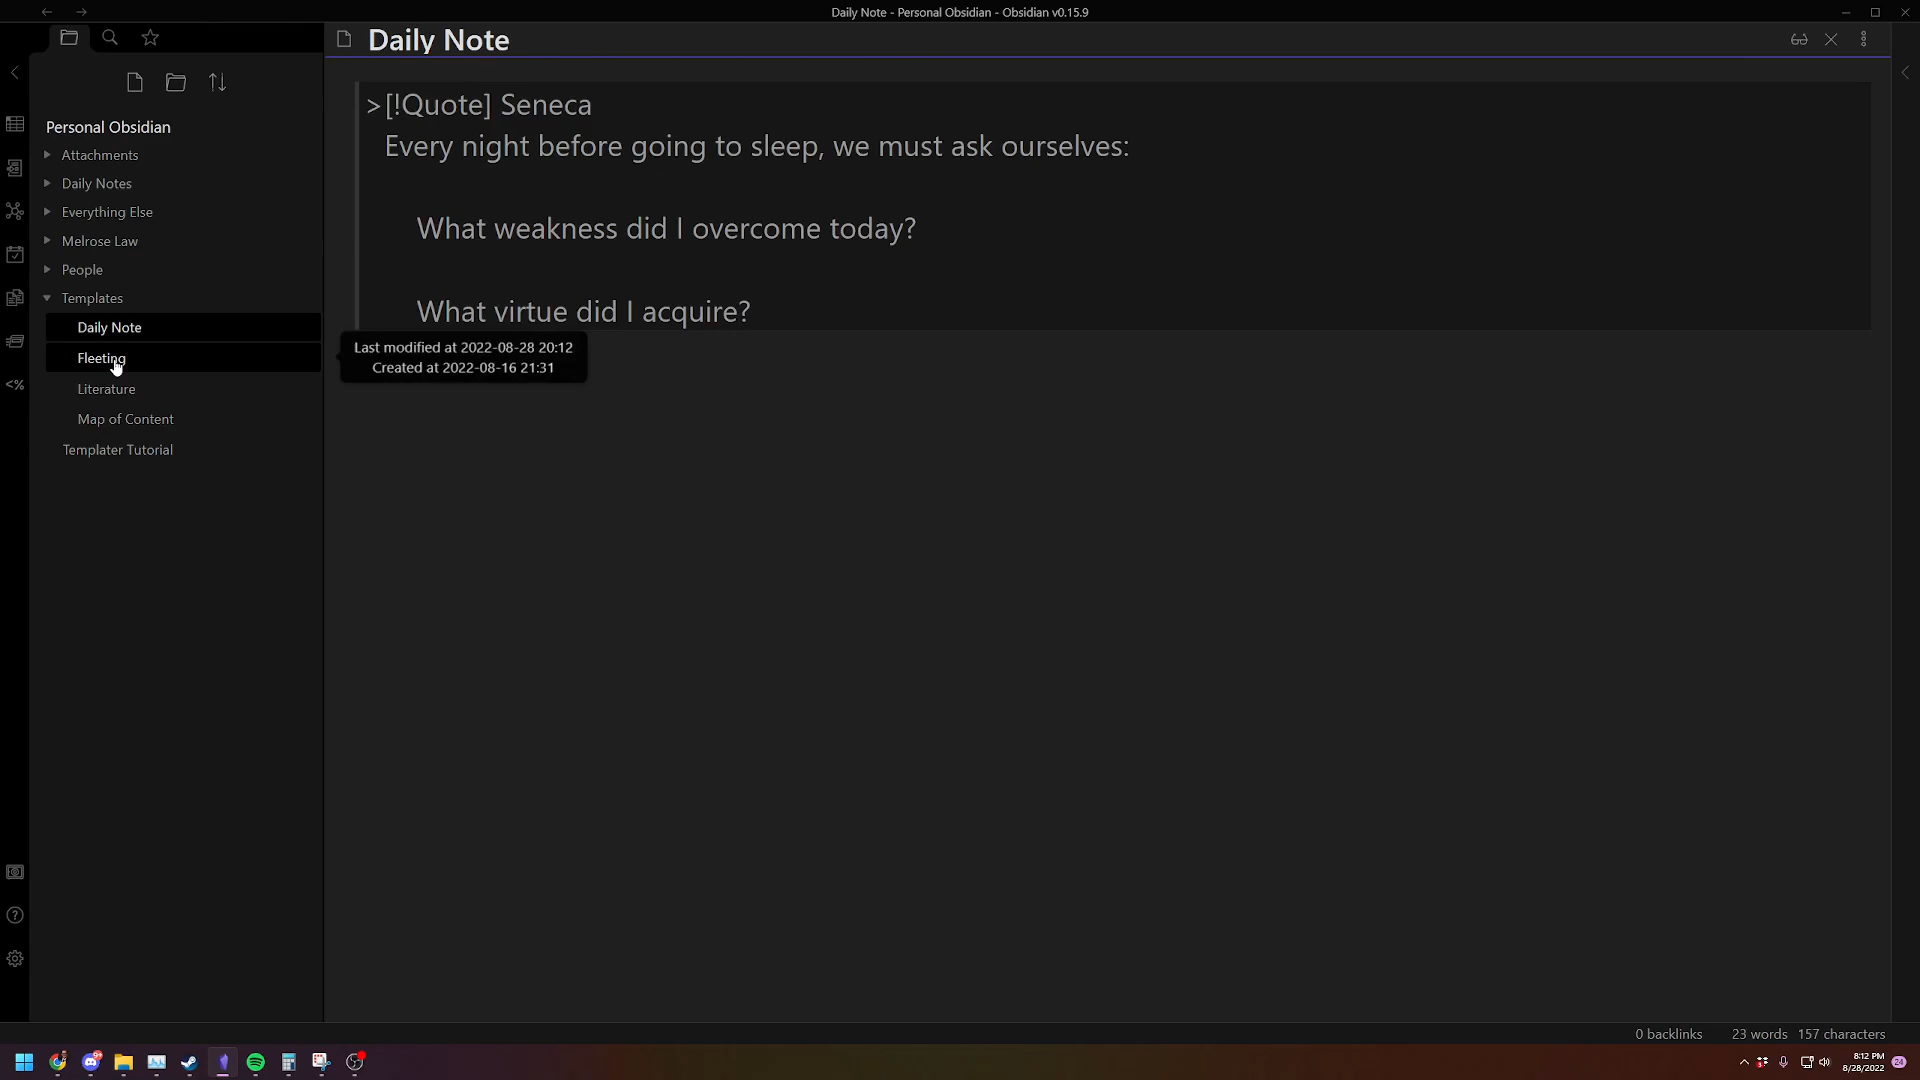 Daily Note - Personal Obsidian - Obsidian v0.15.9
Daily Note
Personal Obsidian
Attachments
Daily Notes
Everything Else
Melrose Law
People
Templates
Daily Note
Fleeting
Literature
Map of Content
Templater Tutorial
<%
>[!Quote] Seneca
Every night before going to sleep, we must ask ourselves:
What weakness did I overcome today?
What virtue did I acquire?
Last modified at 2022-08-28 20:12
Created at 2022-08-16 21:31
0 backlinks 23 words 157 characters
8:12 PM
8/28/2022
24